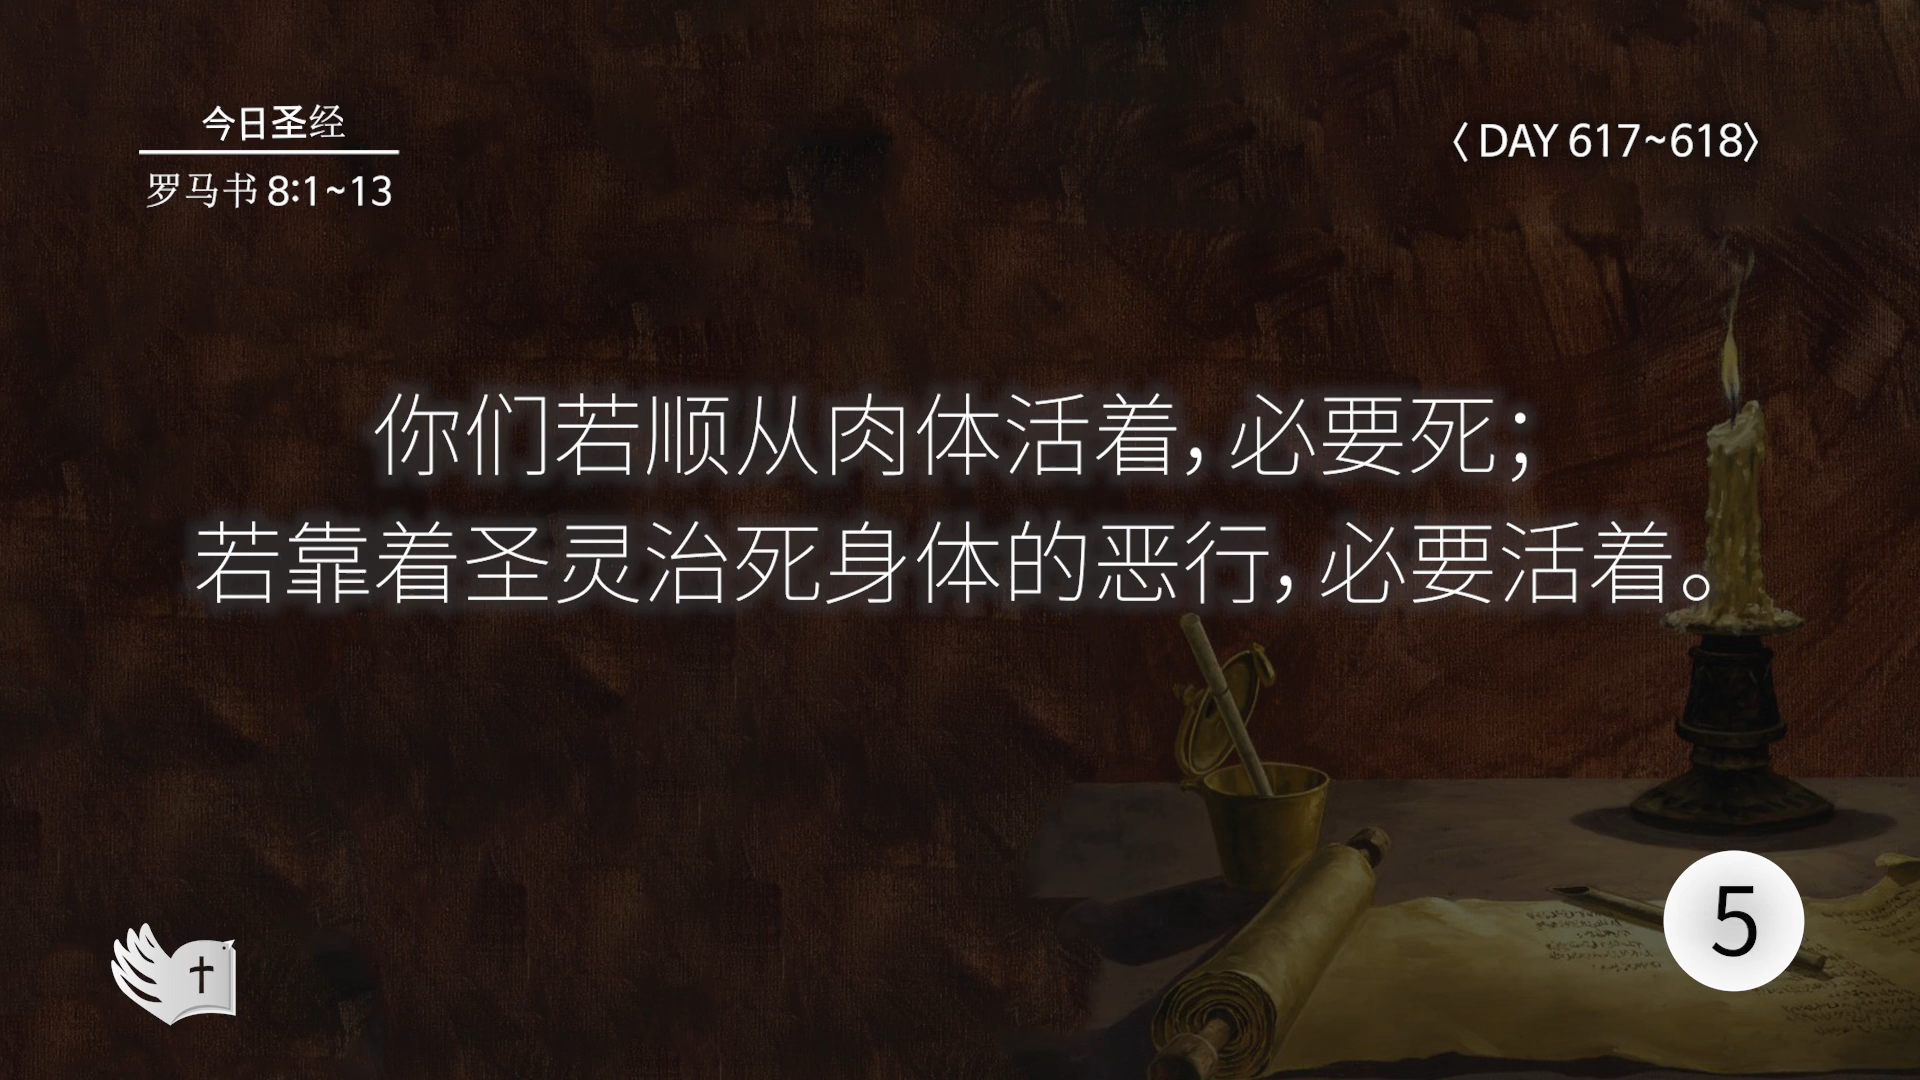 今日圣经
罗马书 8:1~13
〈 DAY 617~618〉
你们若顺从肉体活着，必要死；
若靠着圣灵治死身体的恶行，必要活着。
5